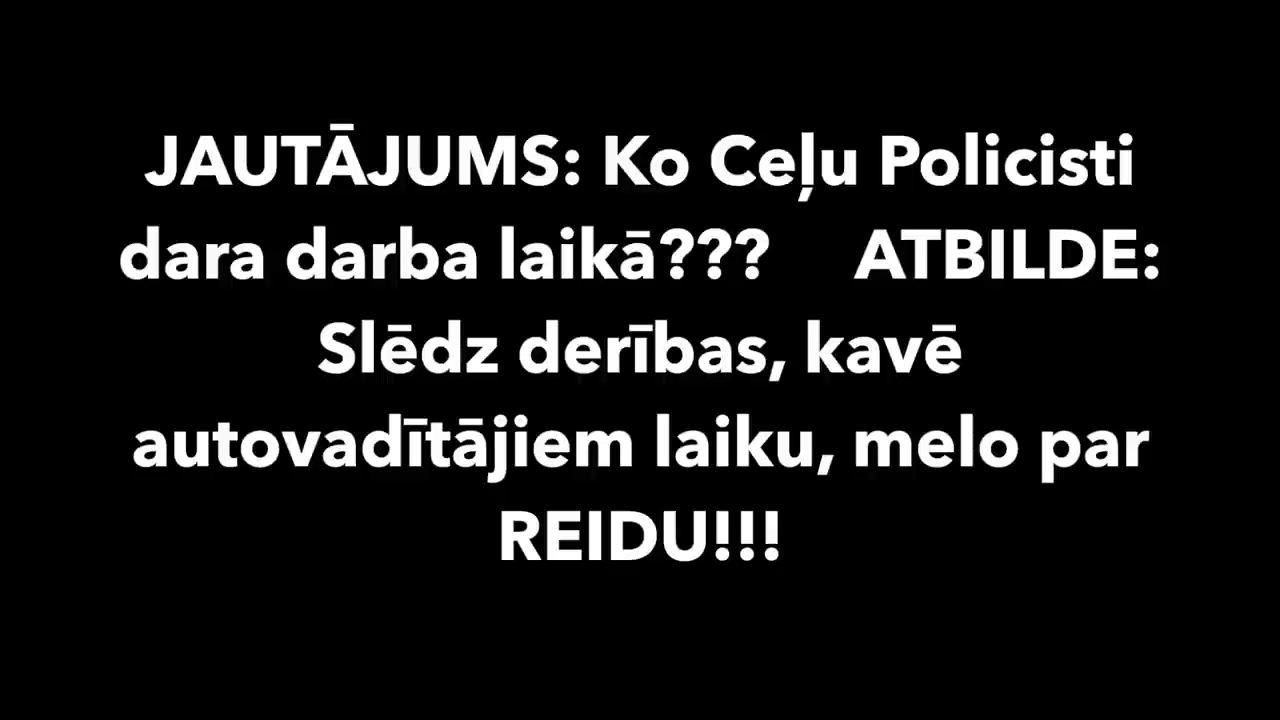 JAUTĀJUMS: Ko Ceļu Policisti
dara darba laikā??? ATBILDE:
Slēdz derības, kavē
autovadītājiem laiku, melo par
REIDU!!!